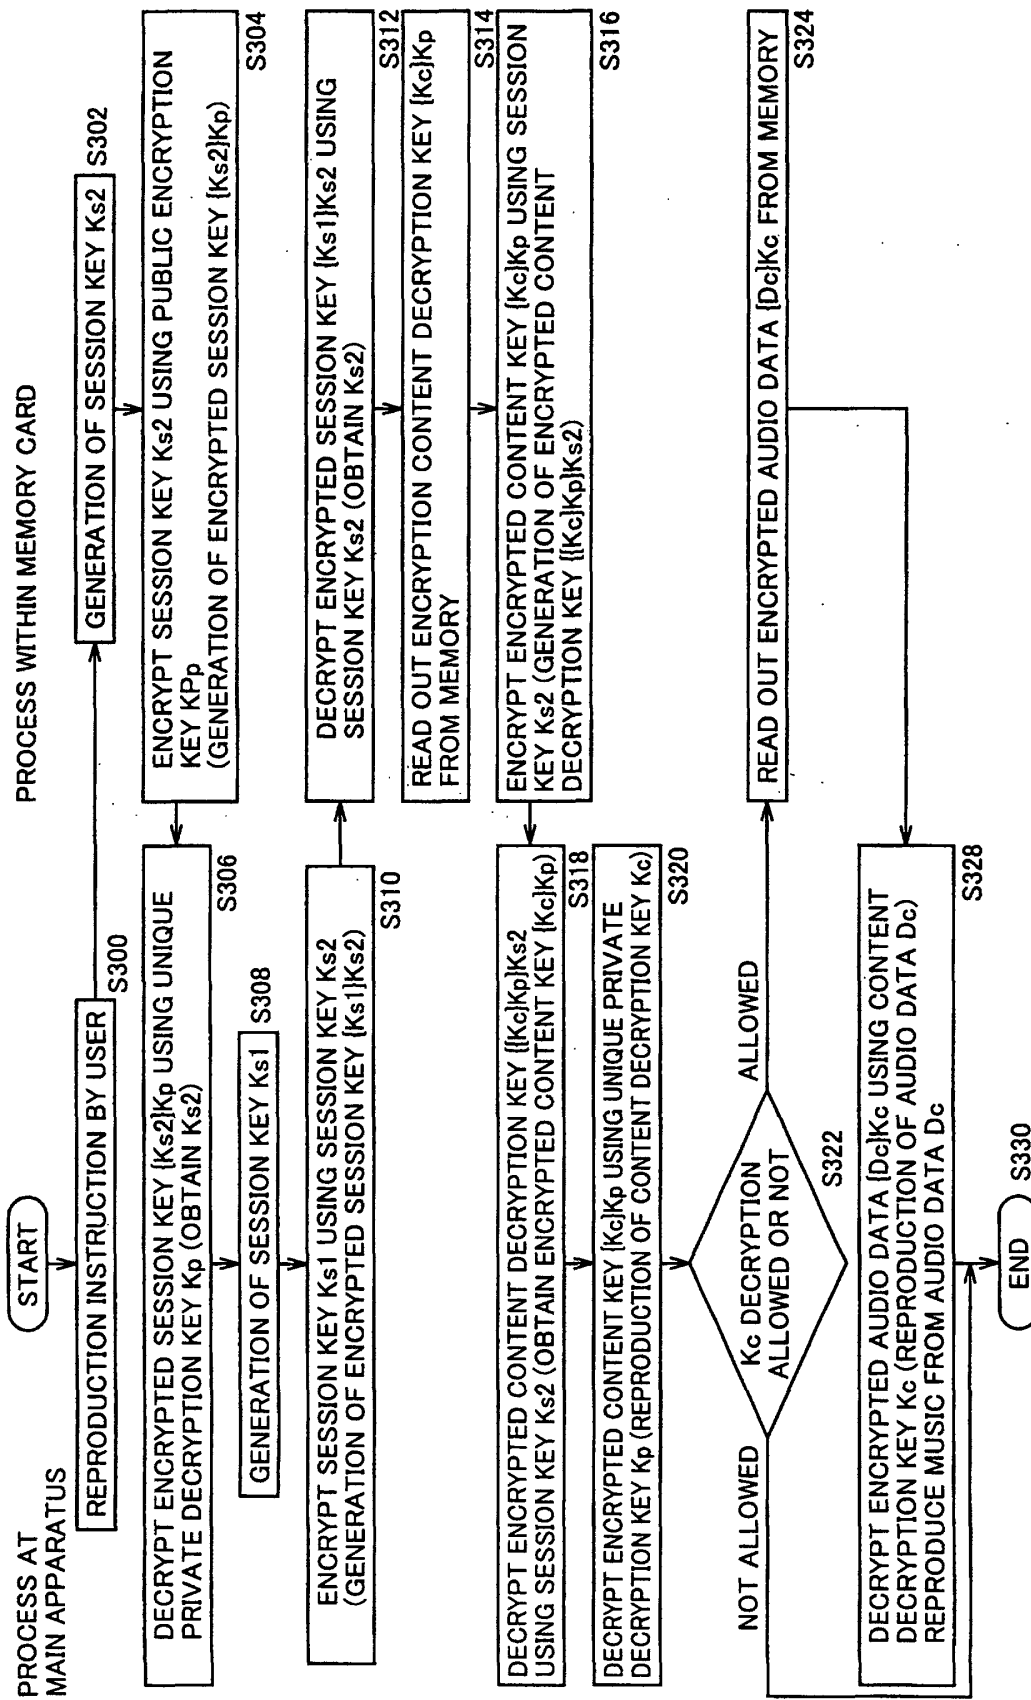 PROCESS AT
MAIN APPARATUS
PROCESS WITHIN MEMORY CARD
START
REPRODUCTION INSTRUCTION BY USER
S300
GENERATION OF SESSION KEY Ks2
S302
ENCRYPT SESSION KEY Ks2 USING PUBLIC ENCRYPTION
KEY KPp
(GENERATION OF ENCRYPTED SESSION KEY [Ks2]Kp)
S304
DECRYPT ENCRYPTED SESSION KEY [Ks2]Kp USING UNIQUE
PRIVATE DECRYPTION KEY Kp (OBTAIN Ks2)
S306
GENERATION OF SESSION KEY Ks1
S308
ENCRYPT SESSION KEY Ks1 USING SESSION KEY Ks2
(GENERATION OF ENCRYPTED SESSION KEY [Ks1]Ks2)
S310
DECRYPT ENCRYPTED SESSION KEY [Ks1]Ks2 USING
SESSION KEY Ks2 (OBTAIN Ks2)
S312
READ OUT ENCRYPTION CONTENT DECRYPTION KEY [Kc]Kp
FROM MEMORY
S314
ENCRYPT ENCRYPTED CONTENT KEY [Kc]Kp USING SESSION
KEY Ks2 (GENERATION OF ENCRYPTED CONTENT
DECRYPTION KEY [[Kc]Kp]Ks2)
S316
DECRYPT ENCRYPTED CONTENT DECRYPTION KEY [[Kc]Kp]Ks2
USING SESSION KEY Ks2 (OBTAIN ENCRYPTED CONTENT KEY [Kc]Kp)
S318
DECRYPT ENCRYPTED CONTENT KEY [Kc]Kp USING UNIQUE PRIVATE
DECRYPTION KEY Kp (REPRODUCTION OF CONTENT DECRYPTION KEY Kc)
S320
Kc DECRYPTION
ALLOWED OR NOT
S322
NOT ALLOWED
ALLOWED
READ OUT ENCRYPTED AUDIO DATA [Dc]Kc FROM MEMORY
S324
DECRYPT ENCRYPTED AUDIO DATA [Dc]Kc USING CONTENT
DECRYPTION KEY Kc (REPRODUCTION OF AUDIO DATA Dc)
REPRODUCE MUSIC FROM AUDIO DATA Dc
S328
END
S330